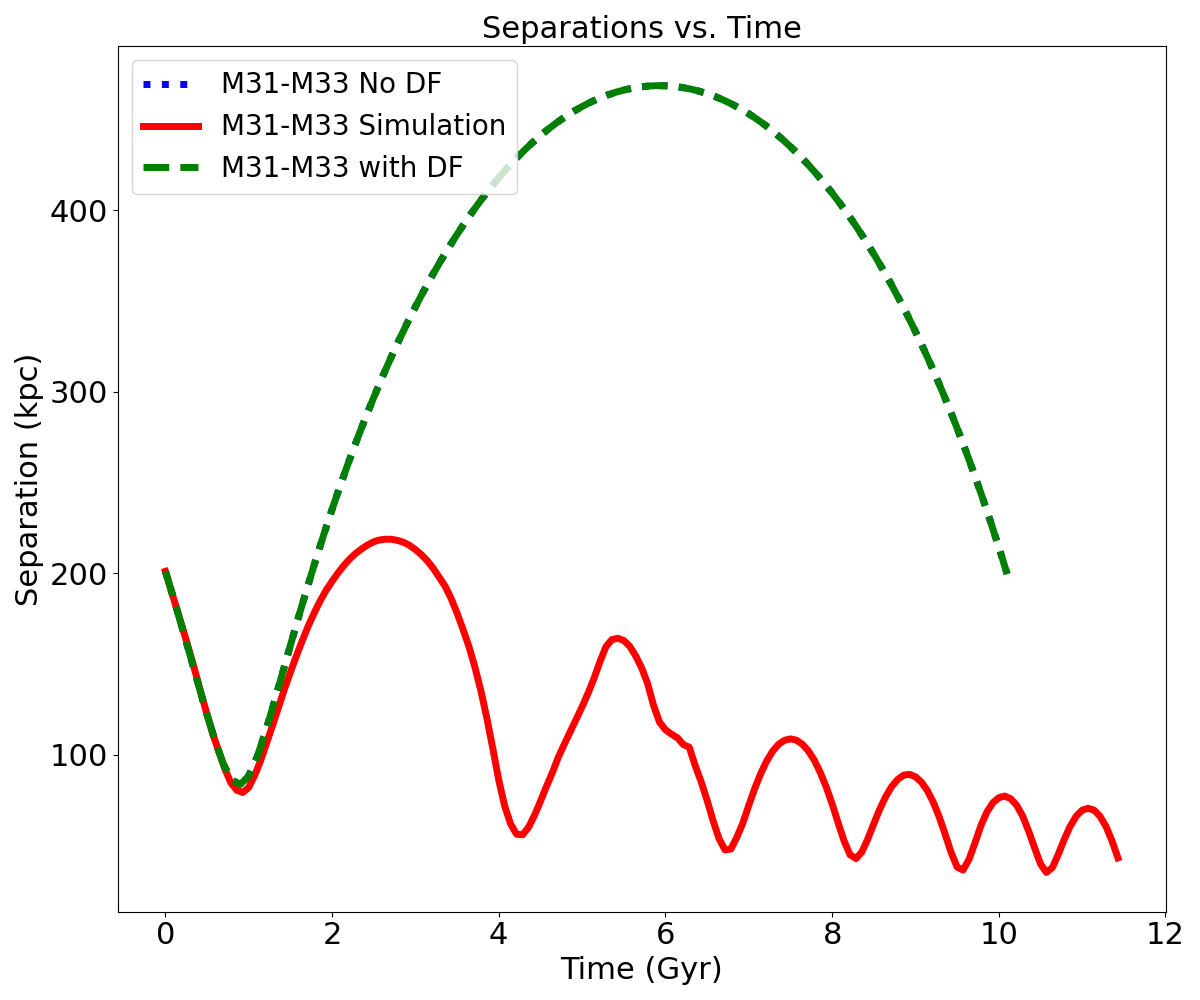 Separations vs. Time
M31-M33 No DF
M31-M33 Simulation
M31-M33 with DF
Separation (kpc)
400
300
200
100
0 2 4 6 8 10 12
Time (Gyr)